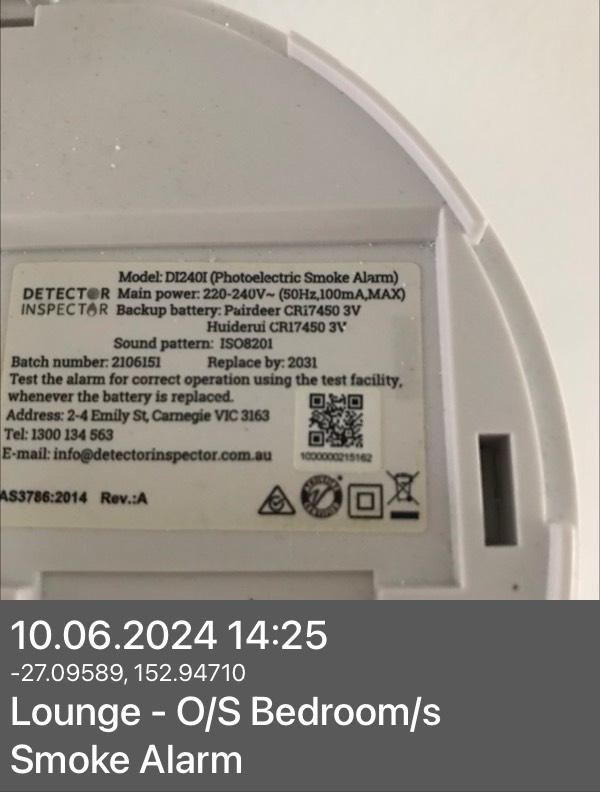 Model: DI240I (Photoelectric Smoke Alarm)
DETECTOR
INSPECTOR
Main power: 220-240V~ (50Hz,100mA,MAX)
Backup battery: Pairdeer CR17450 3V
Huiderui CR17450 3V
Sound pattern: ISO8201
Batch number: 2106151 Replace by: 2031
Test the alarm for correct operation using the test facility,
whenever the battery is replaced.
Address: 2-4 Emily St, Carnegie VIC 3163
Tel: 1300 134 563
E-mail: info@detectorinspector.com.au
1000000215162
AS3786:2014 Rev.:A
10.06.2024 14:25
-27.09589, 152.94710
Lounge - O/S Bedroom/s
Smoke Alarm